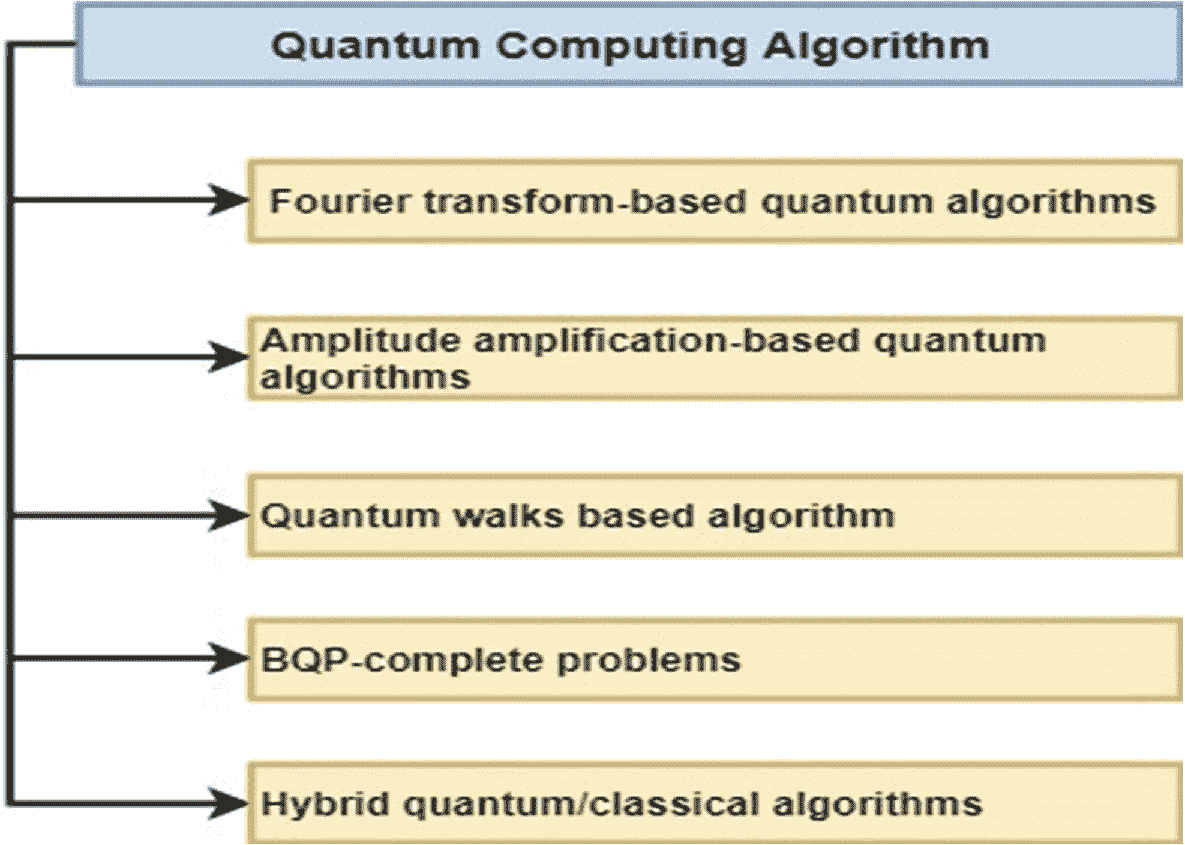 Quantum Computing Algorithm
Fourier transform-based quantum algorithms
Amplitude amplification-based quantum
algorithms
Quantum walks based algorithm
BQP-complete problems
Hybrid quantum/classical algorithms